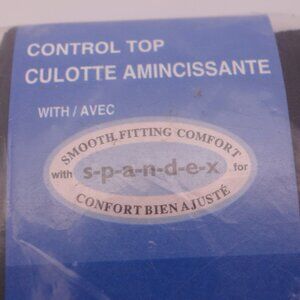 CONTROL TOP
CULOTTE AMINCISSANTE
WITH / AVEC
SMOOTH, FITTING COMFORT
with s-p-a-n-d-e-x for
CONFORT BIEN AJUSTÉ